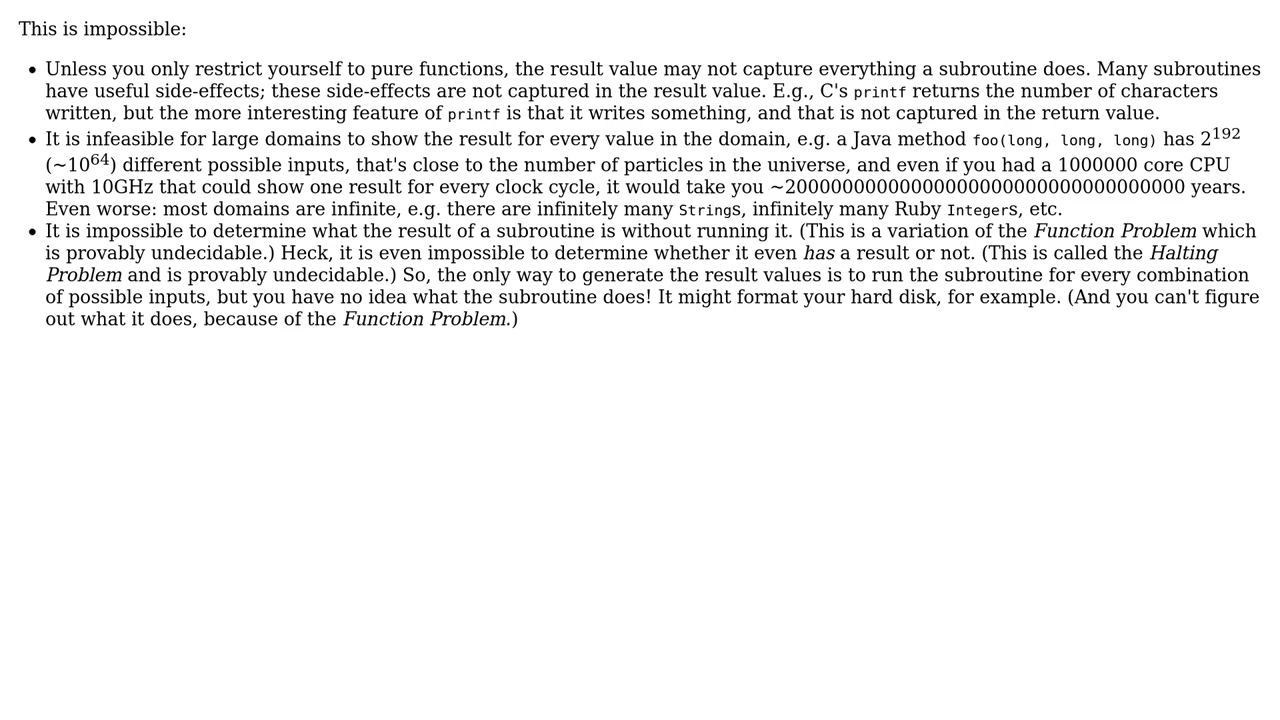 This is impossible:
• Unless you only restrict yourself to pure functions, the result value may not capture everything a subroutine does. Many subroutines
have useful side-effects; these side-effects are not captured in the result value. E.g., C's printf returns the number of characters
written, but the more interesting feature of printf is that it writes something, and that is not captured in the return value.
• It is infeasible for large domains to show the result for every value in the domain, e.g. a Java method foo(long, long, long) has 2^192
(~10^64) different possible inputs, that's close to the number of particles in the universe, and even if you had a 1000000 core CPU
with 10GHz that could show one result for every clock cycle, it would take you ~20000000000000000000000000000000000 years.
Even worse: most domains are infinite, e.g. there are infinitely many Strings, infinitely many Ruby Integers, etc.
• It is impossible to determine what the result of a subroutine is without running it. (This is a variation of the Function Problem which
is provably undecidable.) Heck, it is even impossible to determine whether it even has a result or not. (This is called the Halting
Problem and is provably undecidable.) So, the only way to generate the result values is to run the subroutine for every combination
of possible inputs, but you have no idea what the subroutine does! It might format your hard disk, for example. (And you can't figure
out what it does, because of the Function Problem.)